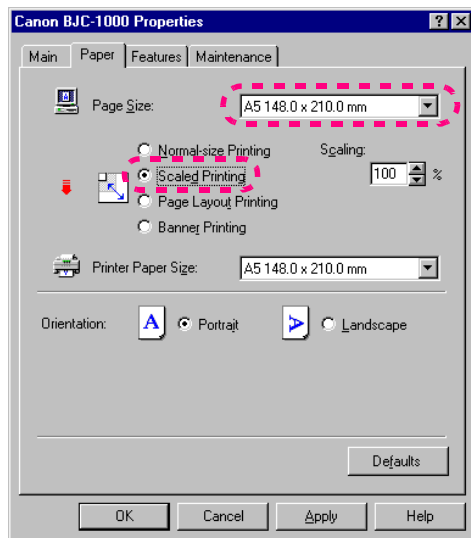 Canon BJC-1000 Properties
Main Paper Features Maintenance
Page Size: A5 148.0 x 210.0 mm
Normal-size Printing Scaling:
Scaled Printing 100 %
Page Layout Printing
Banner Printing
Printer Paper Size: A5 148.0 x 210.0 mm
Orientation: A Portrait A Landscape
Defaults
OK Cancel Apply Help